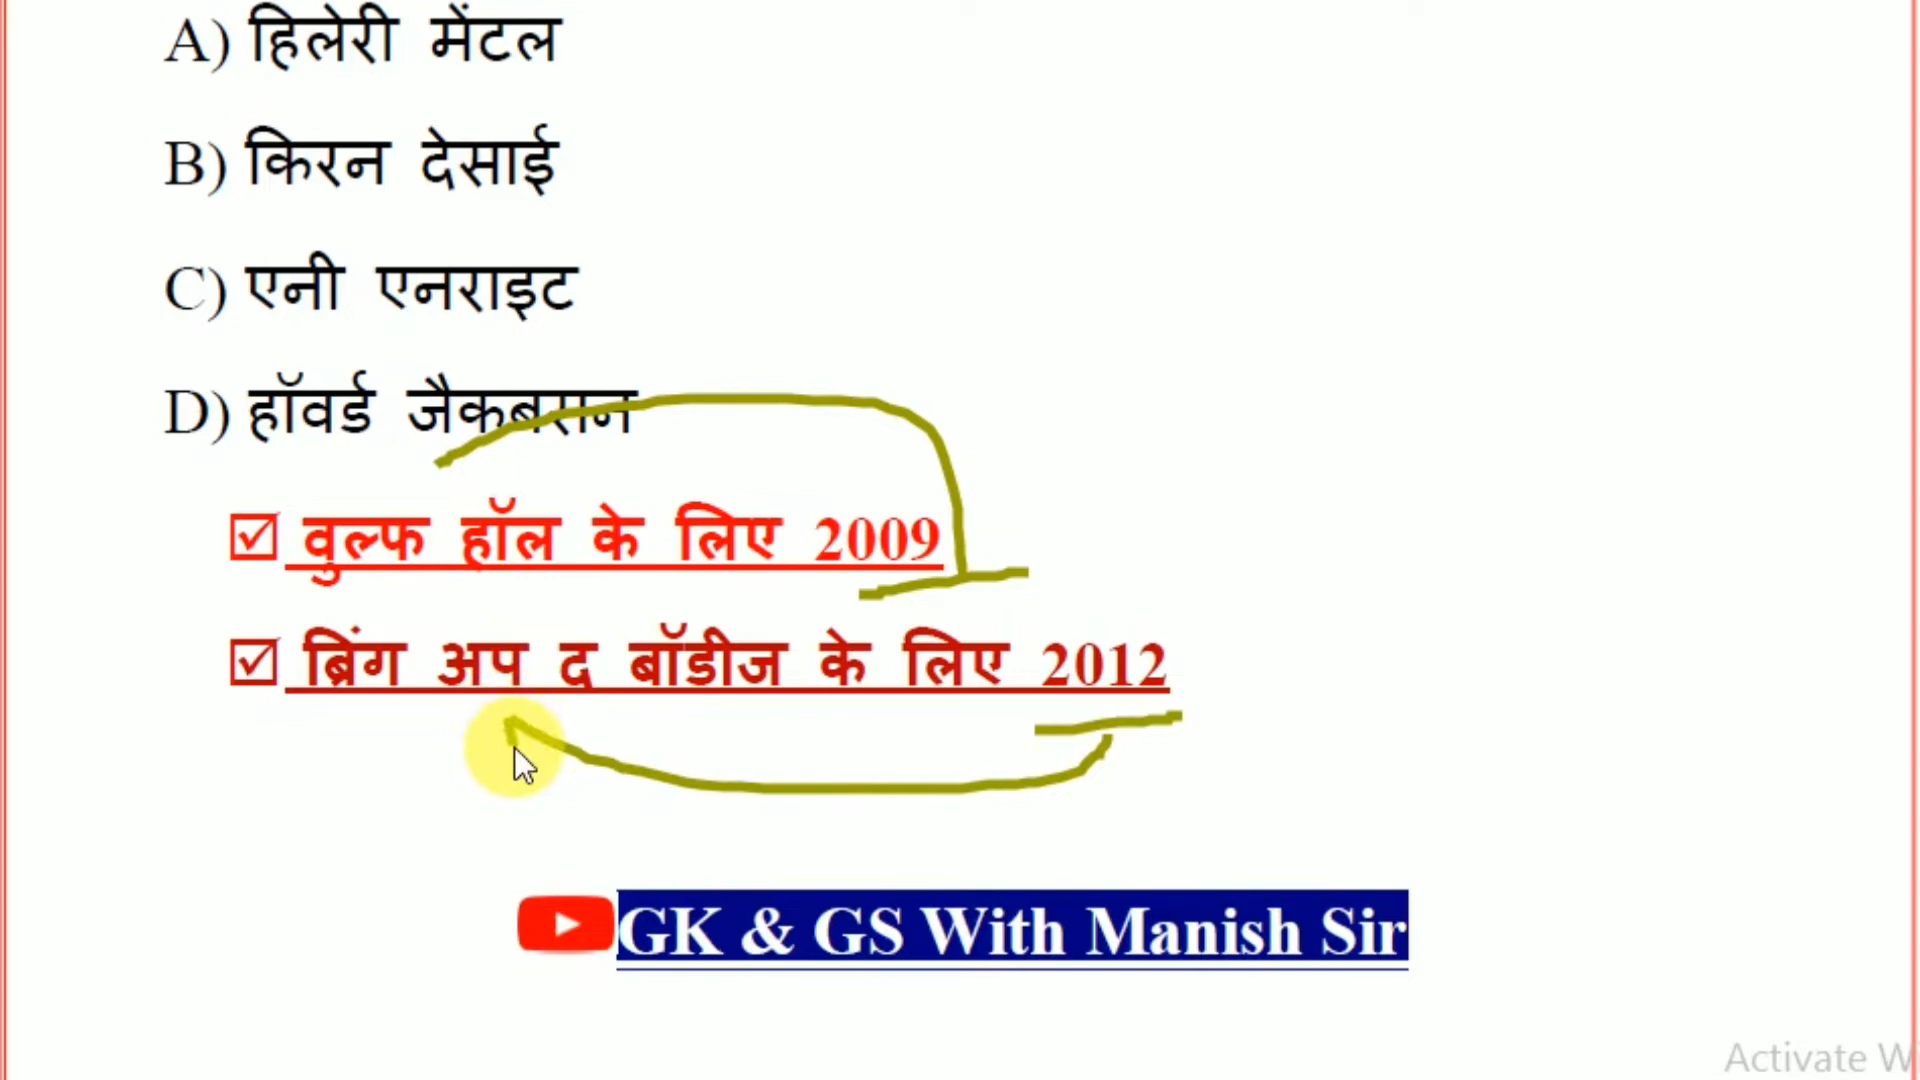 A) हिलेरी मेंटल
B) किरन देसाई
C) एनी एनराइट
D) हॉवर्ड जैकबसन
☑ वुल्फ हॉल के लिए 2009
☑ ब्रिंग अप द बॉडीज के लिए 2012
GK & GS With Manish Sir
Activate